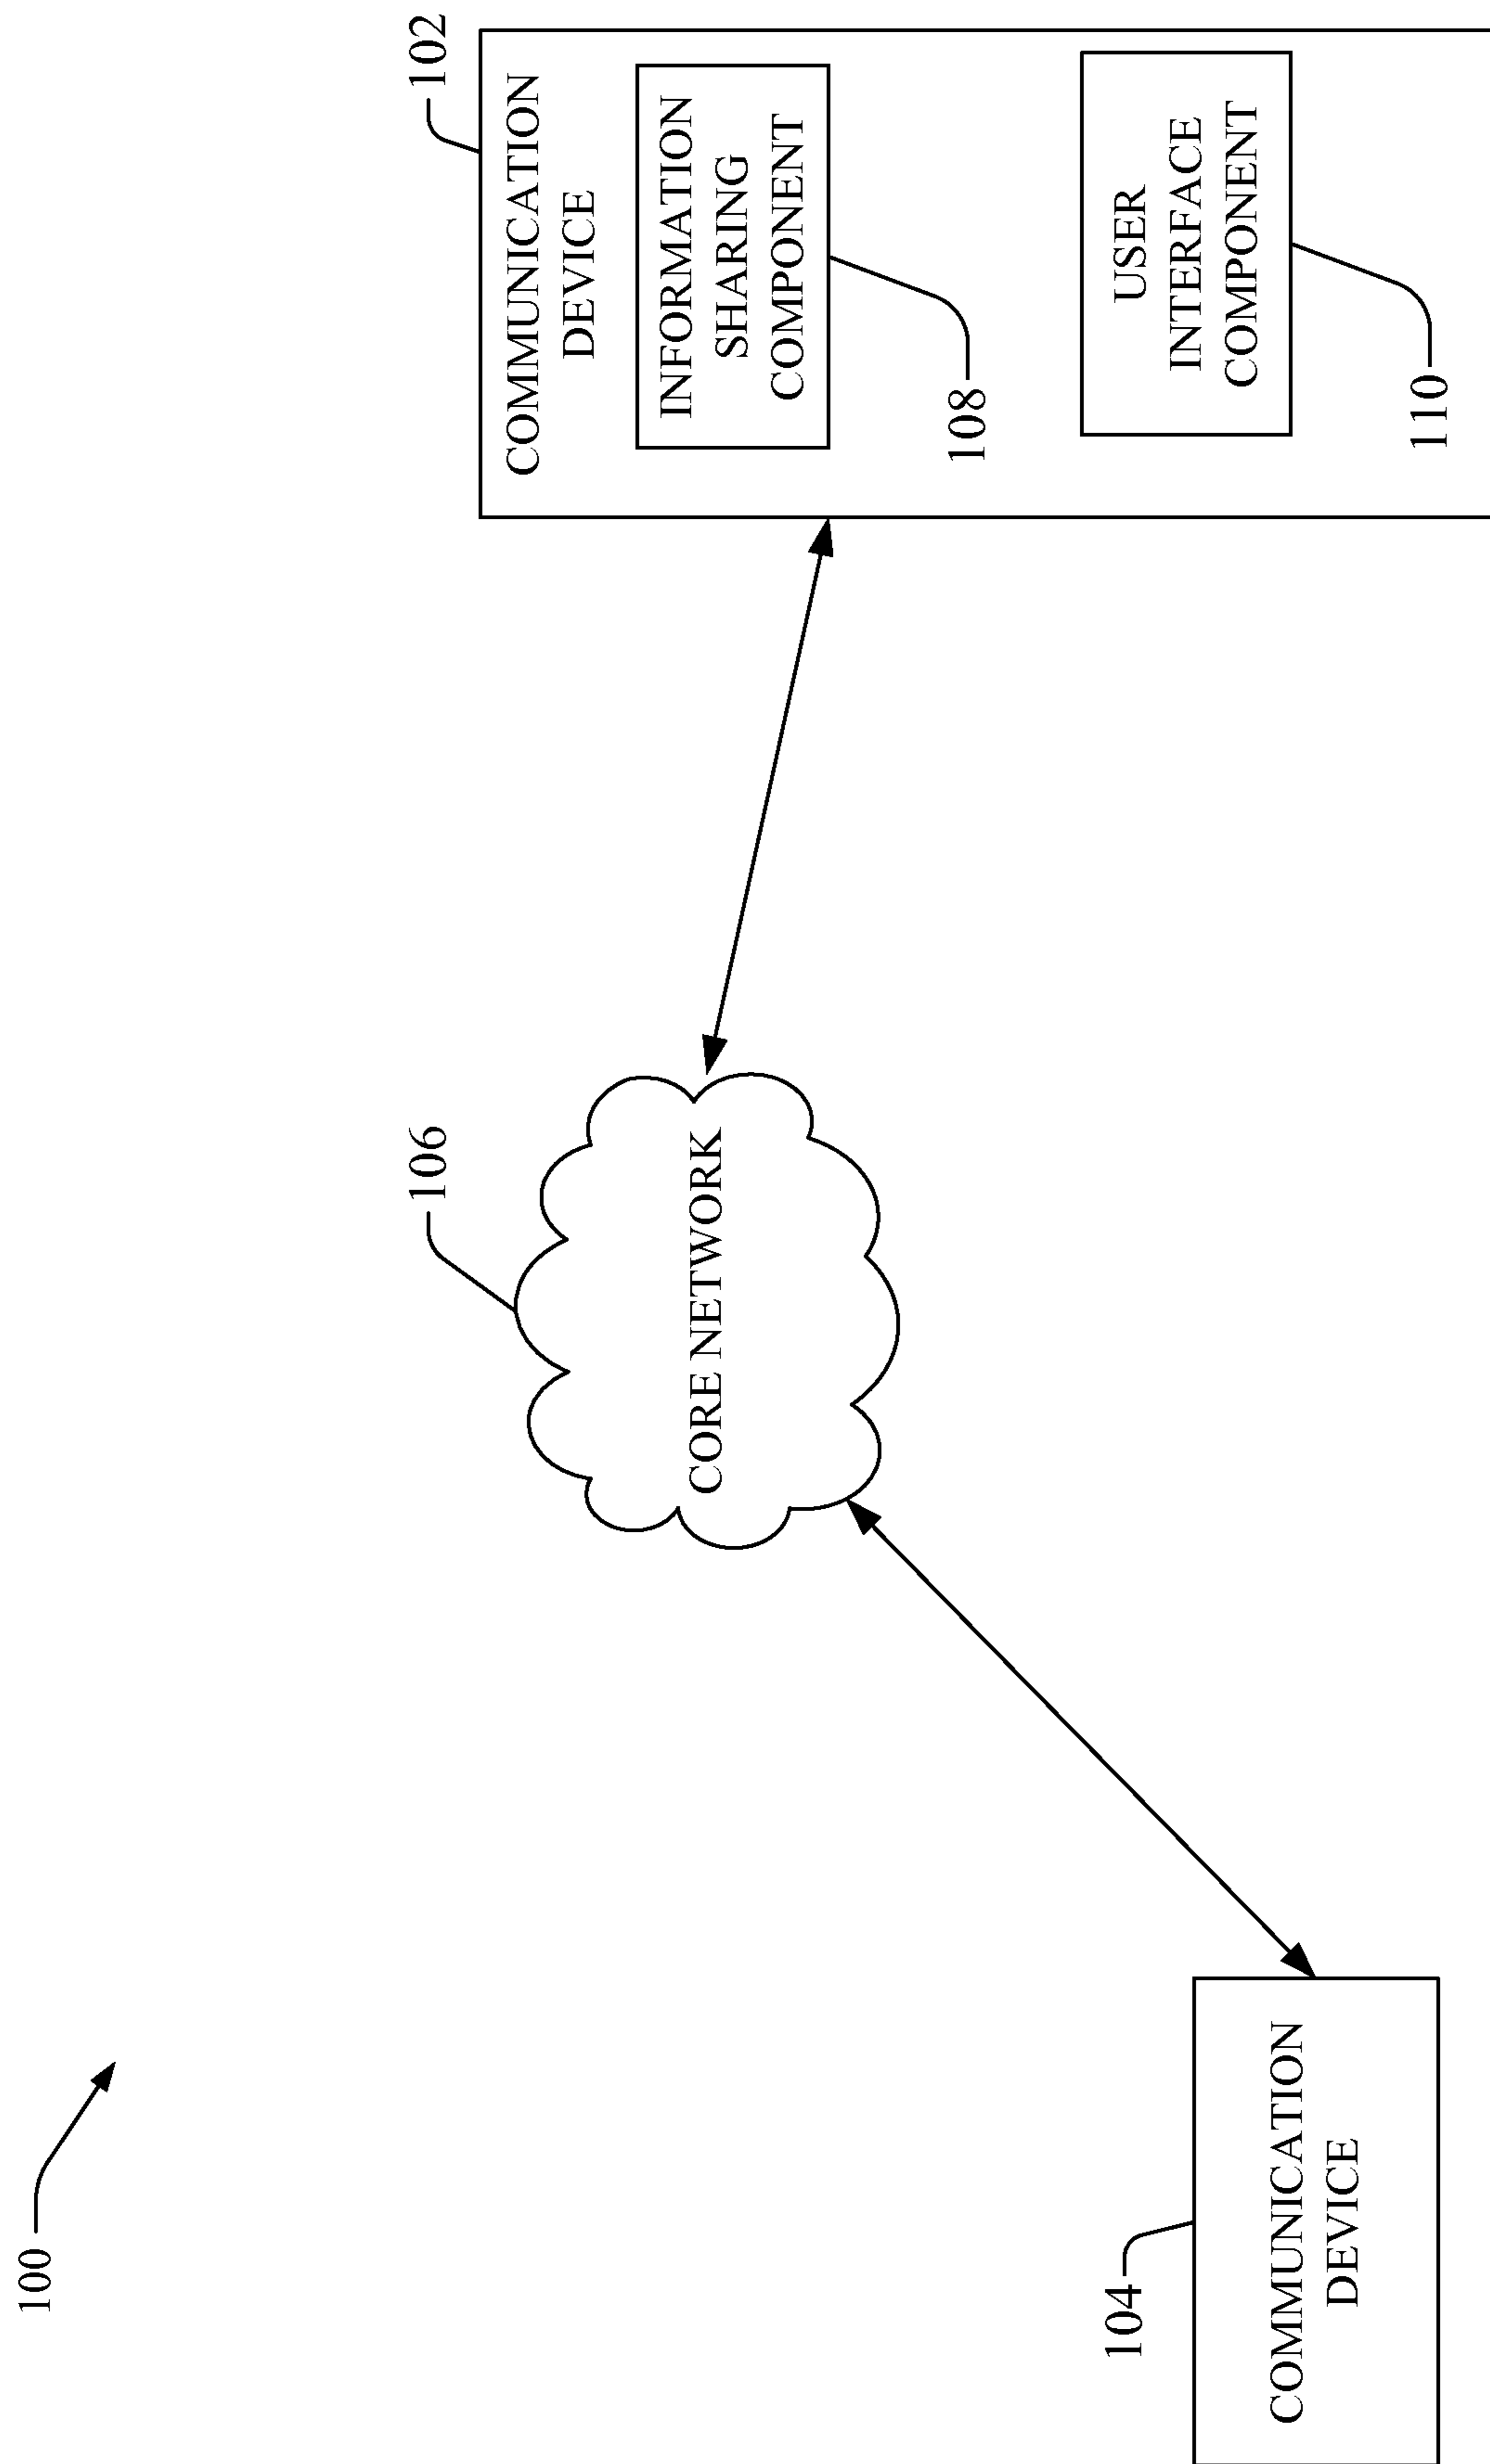 100
102
COMMUNICATION
DEVICE
INFORMATION
SHARING
COMPONENT
108
USER
INTERFACE
COMPONENT
110
106
CORE NETWORK
104
COMMUNICATION
DEVICE